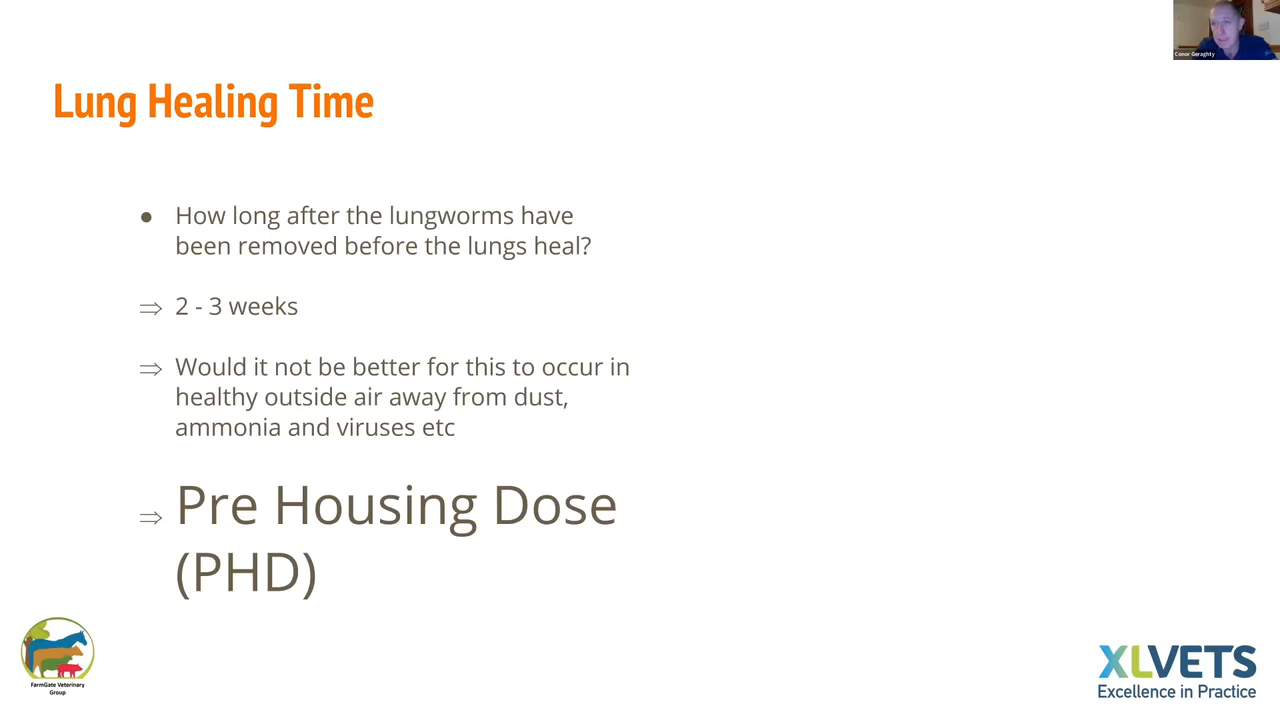 Conor Geraghty
Lung Healing Time
● How long after the lungworms have
been removed before the lungs heal?
⇒ 2 - 3 weeks
⇒ Would it not be better for this to occur in
healthy outside air away from dust,
ammonia and viruses etc
⇒ Pre Housing Dose
(PHD)
FarmGate Veterinary
Group
XLVETS
Excellence in Practice